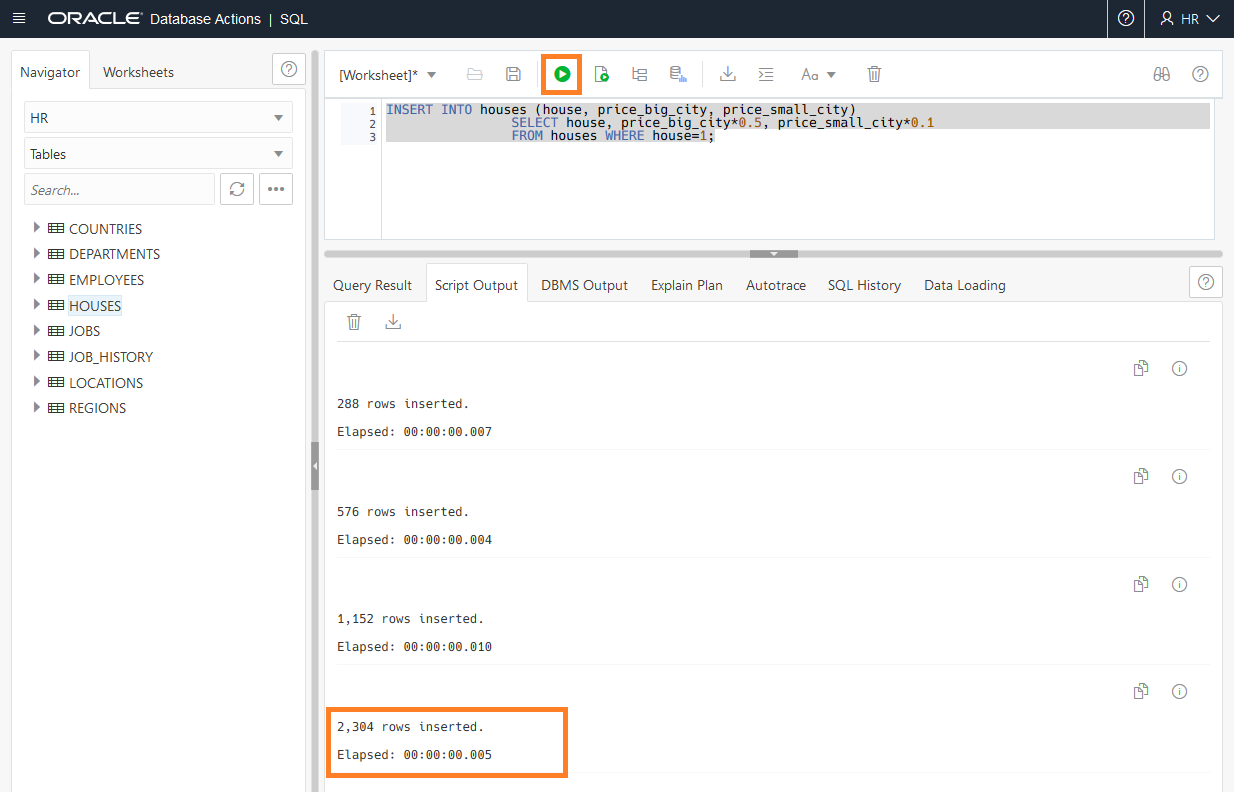 ORACLE Database Actions | SQL
HR
Navigator
Worksheets
HR
Tables
Search...
COUNTRIES
DEPARTMENTS
EMPLOYEES
HOUSES
JOBS
JOB_HISTORY
LOCATIONS
REGIONS
[Worksheet]*
Aa
1 INSERT INTO houses (house, price_big_city, price_small_city)
2 SELECT house, price_big_city*0.5, price_small_city*0.1
3 FROM houses WHERE house=1;
Query Result
Script Output
DBMS Output
Explain Plan
Autotrace
SQL History
Data Loading
288 rows inserted.
Elapsed: 00:00:00.007
576 rows inserted.
Elapsed: 00:00:00.004
1,152 rows inserted.
Elapsed: 00:00:00.010
2,304 rows inserted.
Elapsed: 00:00:00.005